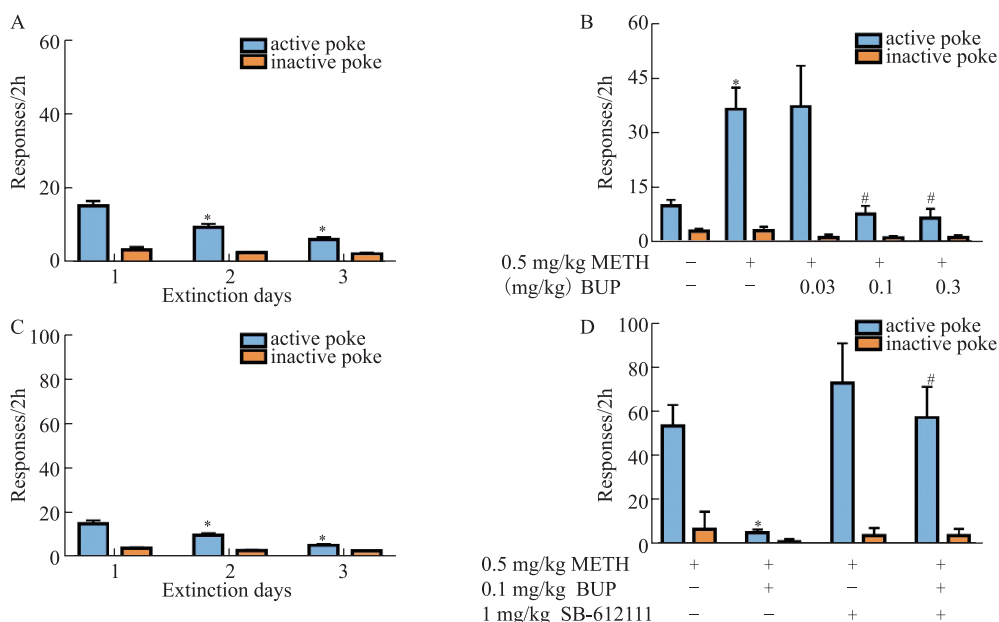 A
active poke
inactive poke
Responses/2h
60
40
20
0
*
*
1 2 3
Extinction days
B
active poke
inactive poke
Responses/2h
60
45
30
15
0
*
#
#
0.5 mg/kg METH − + + + +
(mg/kg) BUP − − 0.03 0.1 0.3
C
active poke
inactive poke
Responses/2h
100
80
60
40
20
0
*
*
1 2 3
Extinction days
D
active poke
inactive poke
Responses/2h
100
80
60
40
20
0
*
#
0.5 mg/kg METH + + + +
0.1 mg/kg BUP − + − +
1 mg/kg SB-612111 − − + +